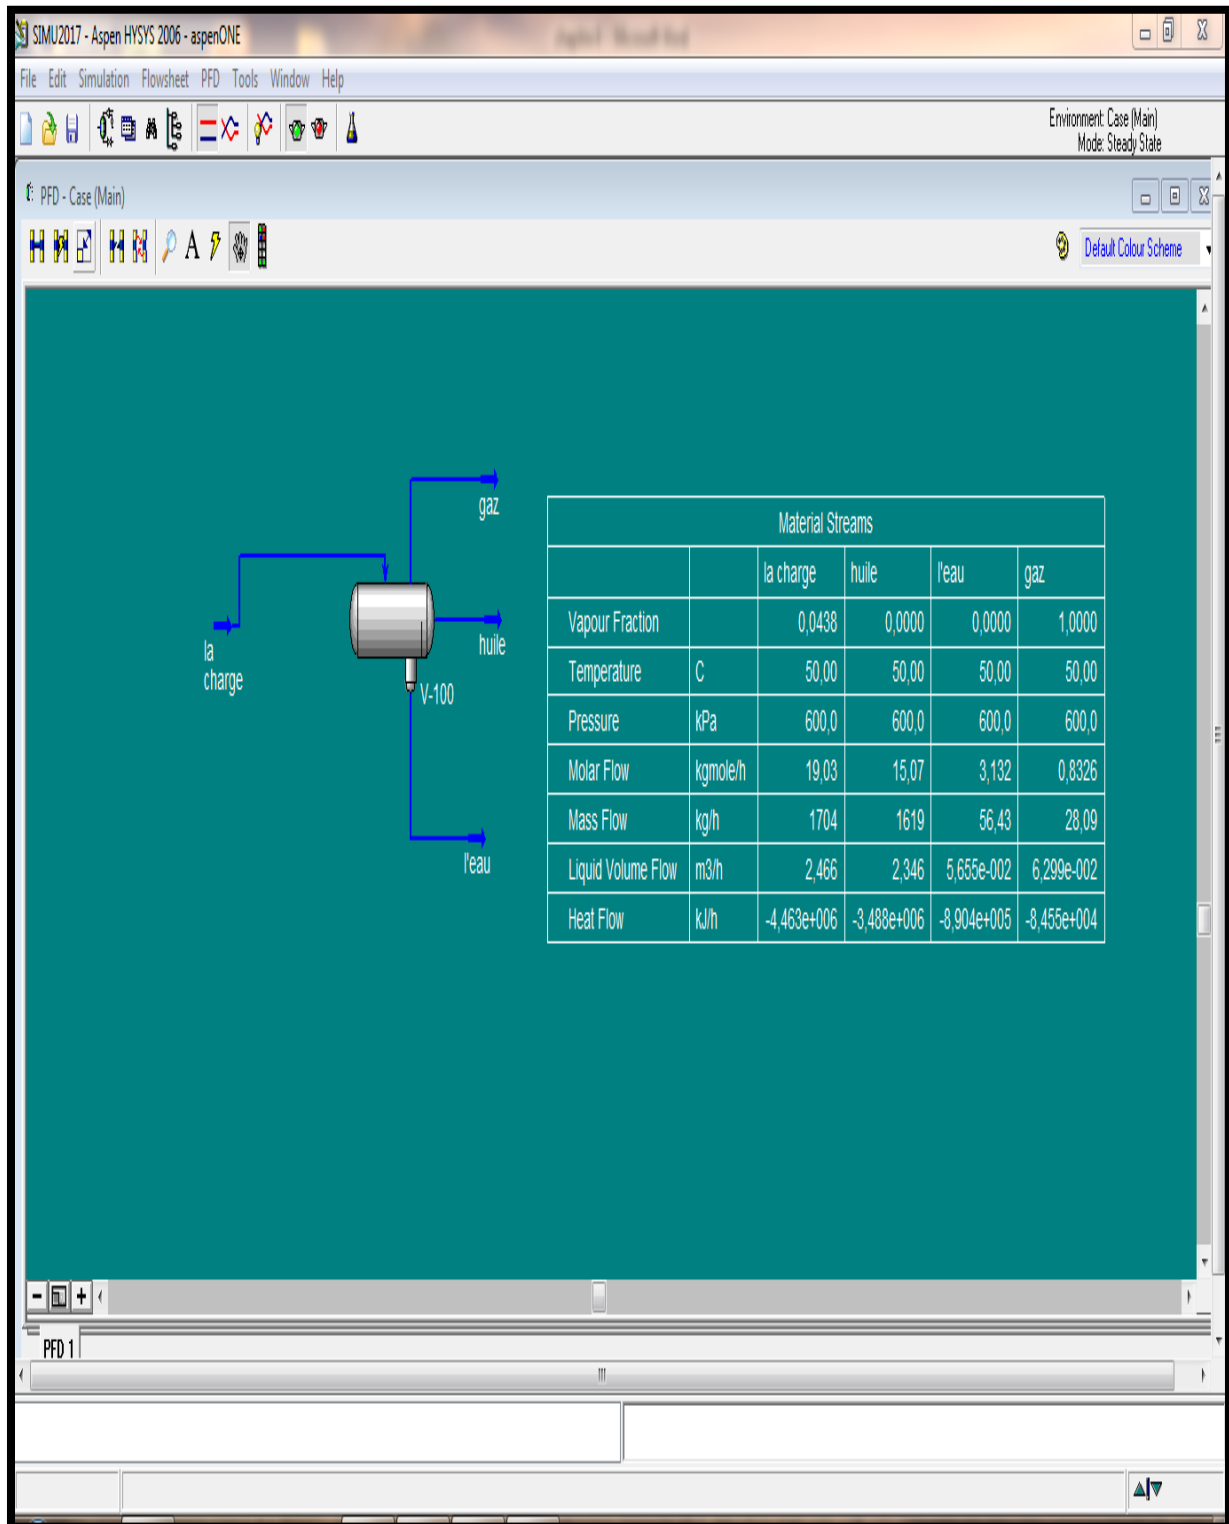 SIMU2017 - Aspen HYSYS 2006 - aspenONE
File Edit Simulation Flowsheet PFD Tools Window Help
Environment: Case (Main)
Mode: Steady State
PFD - Case (Main)
A
Default Colour Scheme
gaz
la
charge
huile
V-100
l'eau
Material Streams
la charge huile l'eau gaz
Vapour Fraction 0,0438 0,0000 0,0000 1,0000
Temperature C 50,00 50,00 50,00 50,00
Pressure kPa 600,0 600,0 600,0 600,0
Molar Flow kgmole/h 19,03 15,07 3,132 0,8326
Mass Flow kg/h 1704 1619 56,43 28,09
Liquid Volume Flow m3/h 2,466 2,346 5,655e-002 6,299e-002
Heat Flow kJ/h -4,463e+006 -3,488e+006 -8,904e+005 -8,455e+004
PFD 1